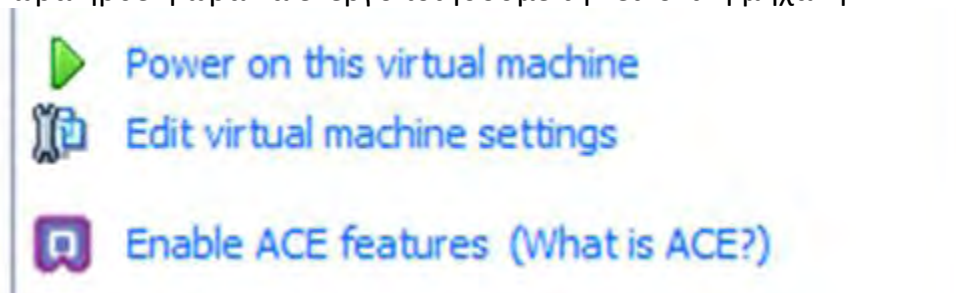 Power on this virtual machine
Edit virtual machine settings
Enable ACE features (What is ACE?)